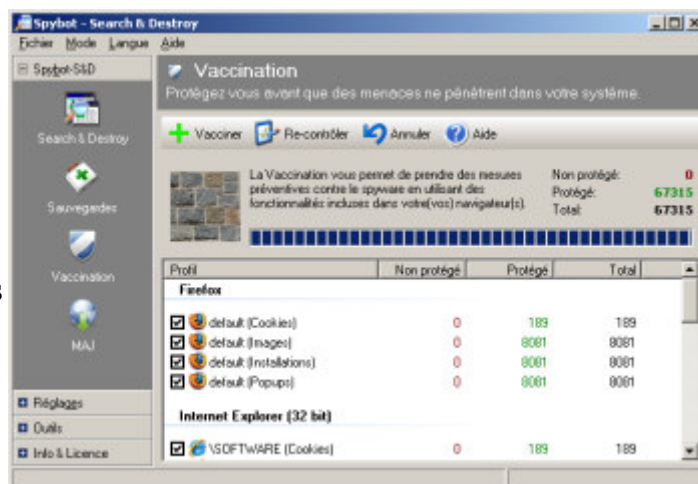 Spybot - Search & Destroy
Fichier Mode Langue Aide
Spybot-S&D
Search & Destroy
Sauvegardes
Vaccination
MAJ
Réglages
Outils
Info & Licence
Vaccination
Protégez vous avant que des menaces ne pénètrent dans votre système.
Vacciner Re-contrôler Annuler Aide
La Vaccination vous permet de prendre des mesures
préventives contre le spyware en utilisant des
fonctionnalités incluses dans votre(vos) navigateur(s).
Non protégé: 0
Protégé: 67315
Total: 67315
Profil Non protégé Protégé Total
Firefox
default (Cookies) 0 189 189
default (Images) 0 8081 8081
default (Installations) 0 8081 8081
default (Popups) 0 8081 8081
Internet Explorer (32 bit)
\SOFTWARE (Cookies) 0 189 189
s